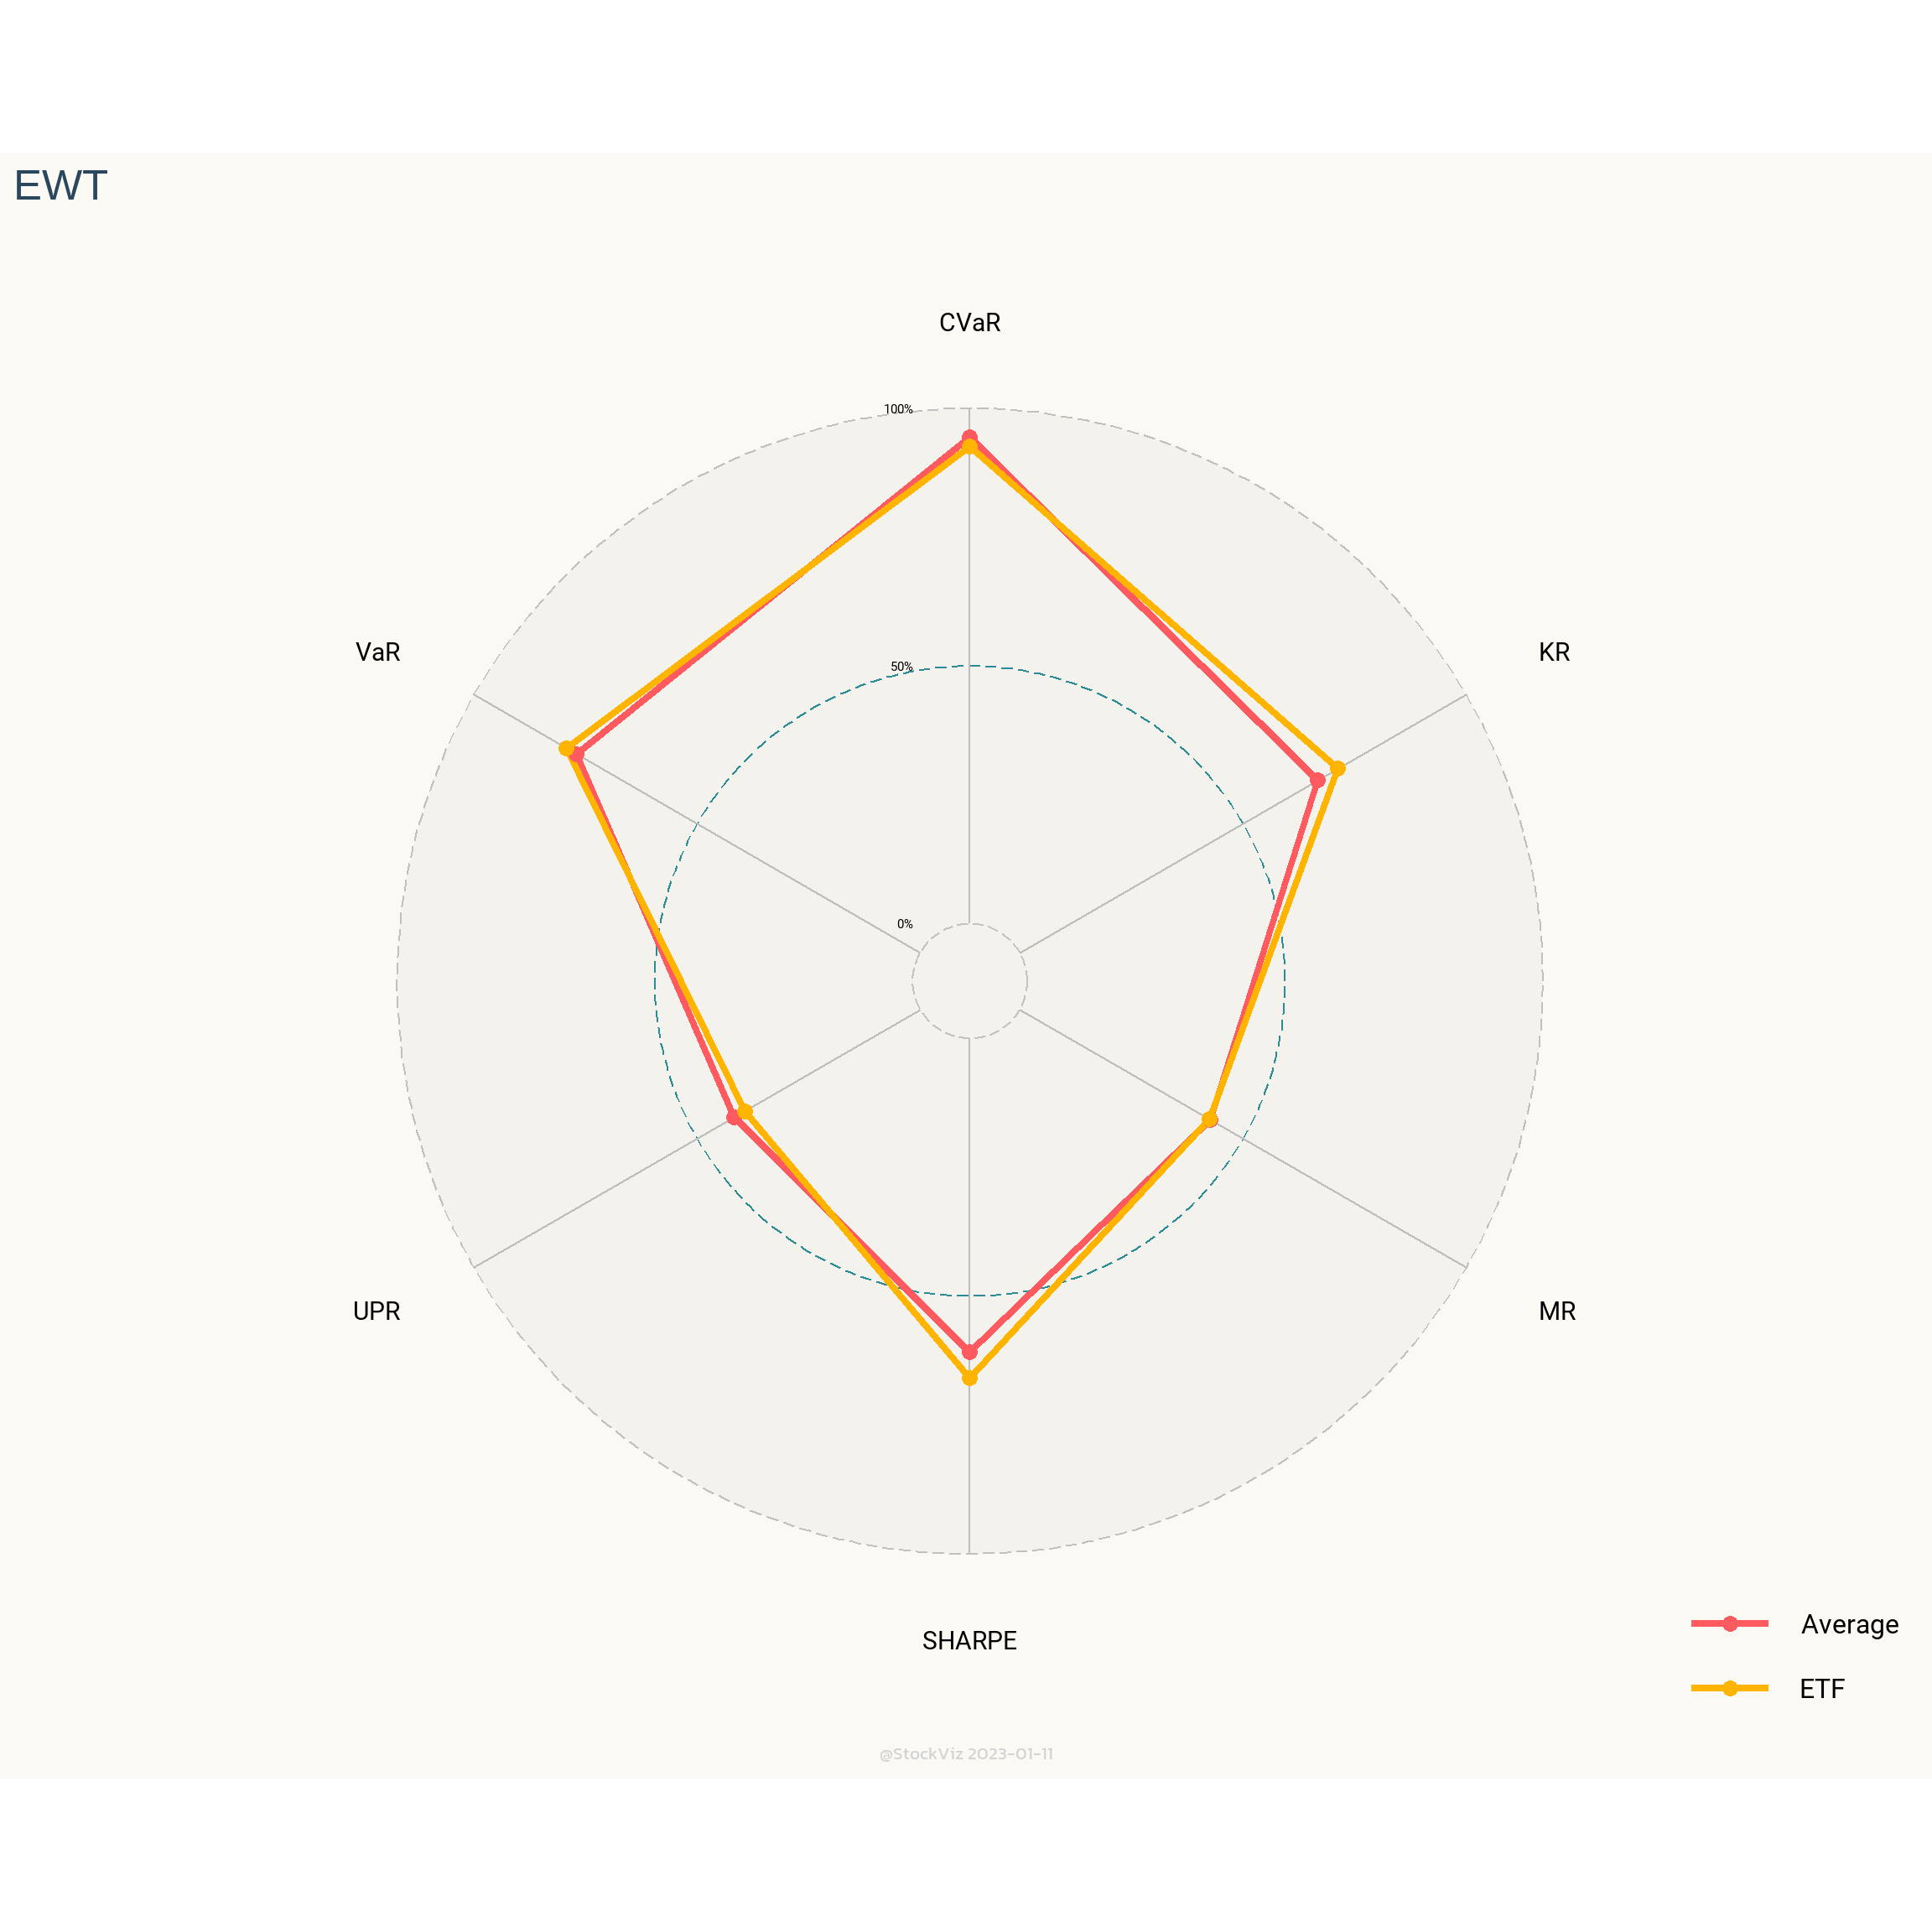 EWT
CVaR
100%
VaR
KR
50%
0%
UPR
MR
SHARPE
Average
ETF
@StockViz 2023-01-11